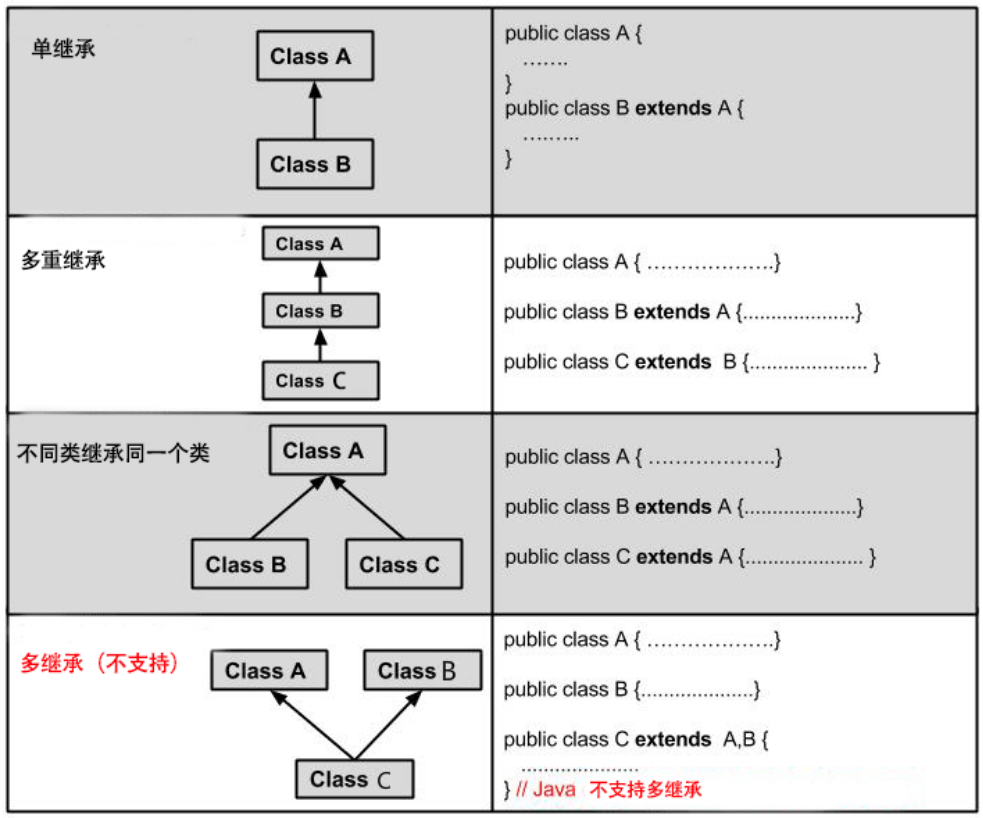 单继承
Class A
Class B
public class A {
.......
}
public class B extends A {
.........
}
多重继承
Class A
Class B
Class C
public class A { ....................}
public class B extends A {....................}
public class C extends B {..................... }
不同类继承同一个类
Class A
Class B
Class C
public class A { ....................}
public class B extends A {....................}
public class C extends A {..................... }
多继承（不支持）
Class A
Class B
Class C
public class A { ....................}
public class B {....................}
public class C extends A,B {
.....................
} // Java 不支持多继承